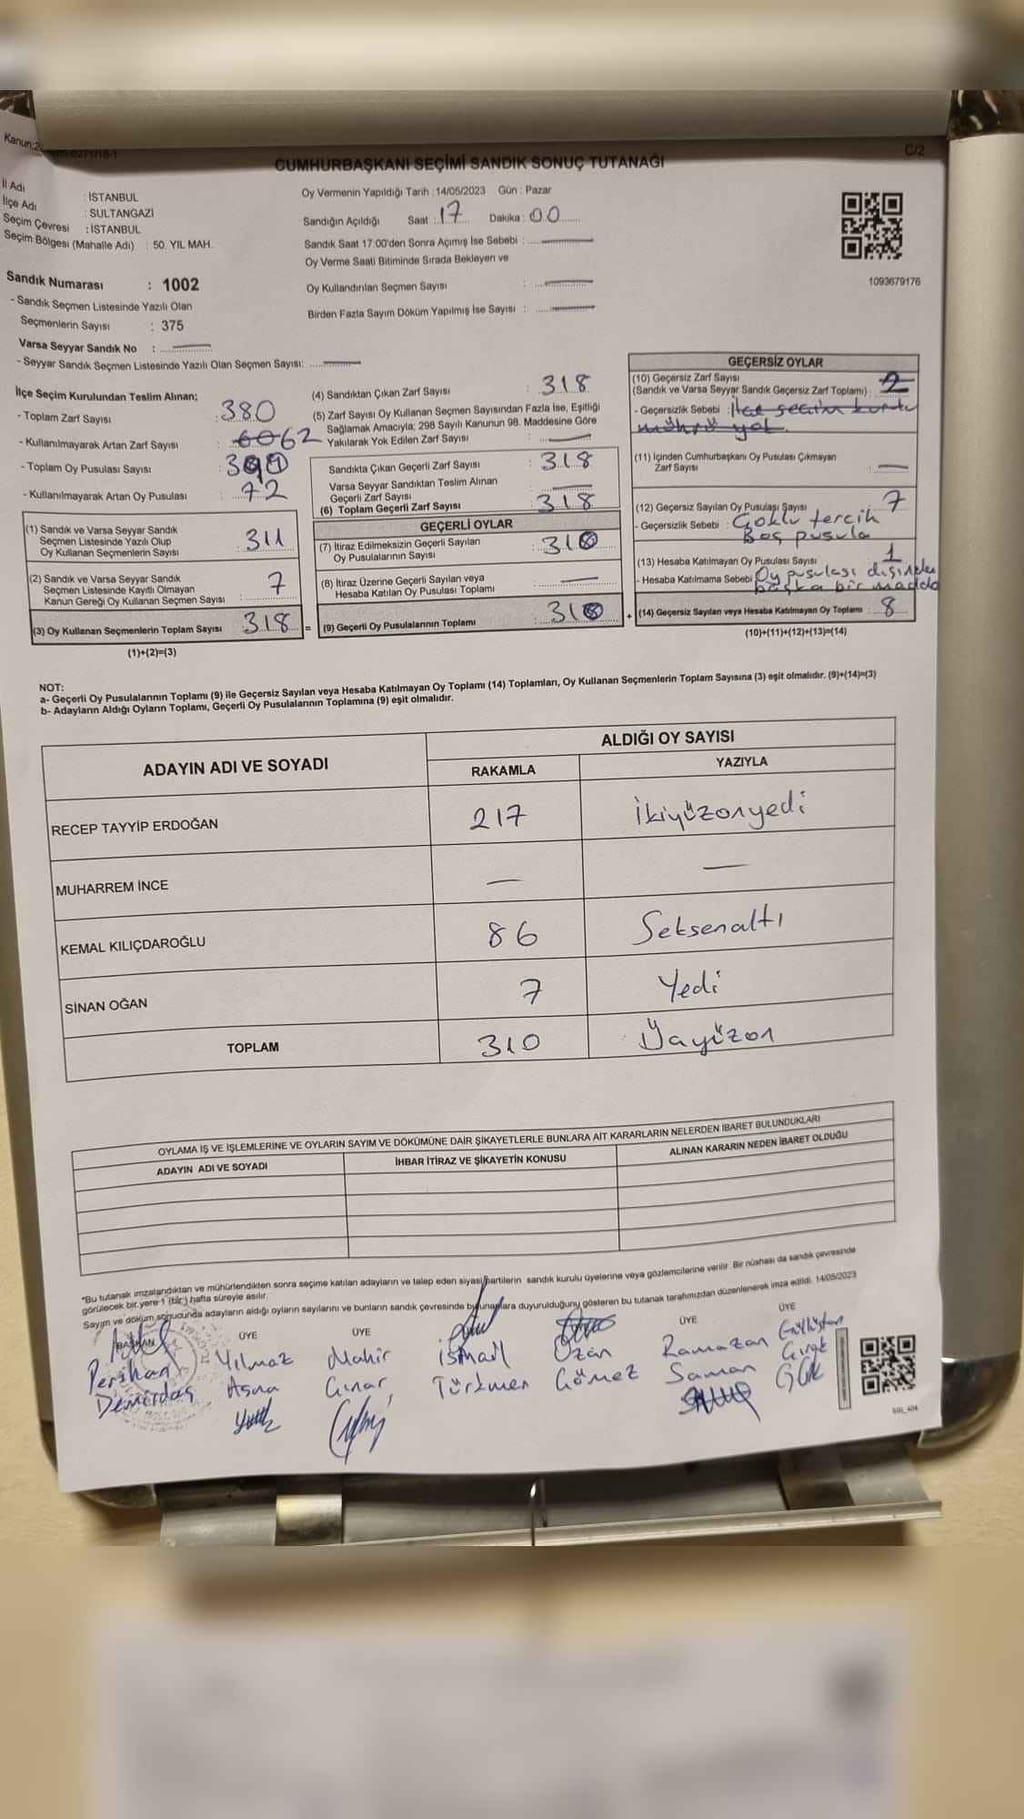 CUMHURBAŞKANI SEÇİMİ SANDIK SONUÇ TUTANAĞI
C/2
İl Adı : İSTANBUL
İlçe Adı : SULTANGAZİ
Seçim Çevresi : İSTANBUL
Seçim Bölgesi (Mahalle Adı) : 50. YIL MAH.
Sandık Numarası : 1002
- Sandık Seçmen Listesinde Yazılı Olan
Seçmenlerin Sayısı : 375
Varsa Seyyar Sandık No :
- Seyyar Sandık Seçmen Listesinde Yazılı Olan Seçmen Sayısı:
Oy Vermenin Yapıldığı Tarih :14/05/2023 Gün : Pazar
Sandığın Açıldığı Saat : 17 Dakika : 00
Sandık Saat 17:00'den Sonra Açımış İse Sebebi :
Oy Verme Saati Bitiminde Sırada Bekleyen ve
Oy Kullandırılan Seçmen Sayısı :
Birden Fazla Sayım Döküm Yapılmış İse Sayısı :
1093679176
İlçe Seçim Kurulundan Teslim Alınan;
- Toplam Zarf Sayısı : 380
- Kullanılmayarak Artan Zarf Sayısı : 62
- Toplam Oy Pusulası Sayısı :
- Kullanılmayarak Artan Oy Pusulası : 72
(1) Sandık ve Varsa Seyyar Sandık
Seçmen Listesinde Yazılı Olup
Oy Kullanan Seçmenlerin Sayısı : 311
(2) Sandık ve Varsa Seyyar Sandık
Seçmen Listesinde Kayıtlı Olmayan
Kanun Gereği Oy Kullanan Seçmen Sayısı : 7
(3) Oy Kullanan Seçmenlerin Toplam Sayısı 318 =
(1)+(2)=(3)
(4) Sandıktan Çıkan Zarf Sayısı : 318
(5) Zarf Sayısı Oy Kullanan Seçmen Sayısından Fazla İse, Eşitliği
Sağlamak Amacıyla; 298 Sayılı Kanunun 98. Maddesine Göre
Yakılarak Yok Edilen Zarf Sayısı :
Sandıkta Çıkan Geçerli Zarf Sayısı : 318
Varsa Seyyar Sandıktan Teslim Alınan
Geçerli Zarf Sayısı :
(6) Toplam Geçerli Zarf Sayısı : 318
GEÇERLİ OYLAR
(7) İtiraz Edilmeksizin Geçerli Sayılan
Oy Pusulalarının Sayısı : 310
(8) İtiraz Üzerine Geçerli Sayılan veya
Hesaba Katılan Oy Pusulası Toplamı :
(9) Geçerli Oy Pusulalarının Toplamı : 310 +
GEÇERSİZ OYLAR
(10) Geçersiz Zarf Sayısı
(Sandık ve Varsa Seyyar Sandık Geçersiz Zarf Toplamı) : 2
- Geçersizlik Sebebi : İlçe seçim kurulu
mührü yok.
(11) İçinden Cumhurbaşkanı Oy Pusulası Çıkmayan
Zarf Sayısı :
(12) Geçersiz Sayılan Oy Pusulası Sayısı : 7
- Geçersizlik Sebebi : Çoklu tercih
Boş pusula
(13) Hesaba Katılmayan Oy Pusulası Sayısı : 1
- Hesaba Katılmama Sebebi : Oy pusulası dışında
başka bir madde
(14) Geçersiz Sayılan veya Hesaba Katılmayan Oy Toplamı : 8
(10)+(11)+(12)+(13)=(14)
NOT:
a- Geçerli Oy Pusulalarının Toplamı (9) ile Geçersiz Sayılan veya Hesaba Katılmayan Oy Toplamı (14) Toplamları, Oy Kullanan Seçmenlerin Toplam Sayısına (3) eşit olmalıdır. (9)+(14)=(3)
b- Adayların Aldığı Oyların Toplamı, Geçerli Oy Pusulalarının Toplamına (9) eşit olmalıdır.
ADAYIN ADI VE SOYADI
ALDIĞI OY SAYISI
RAKAMLA YAZIYLA
RECEP TAYYİP ERDOĞAN 217 İkiyüzonyedi
MUHARREM İNCE — —
KEMAL KILIÇDAROĞLU 86 Seksenaltı
SİNAN OĞAN 7 Yedi
TOPLAM 310 Üçyüzon
OYLAMA İŞ VE İŞLEMLERİNE VE OYLARIN SAYIM VE DÖKÜMÜNE DAİR ŞİKAYETLERLE BUNLARA AİT KARARLARIN NELERDEN İBARET BULUNDUKLARI
ADAYIN ADI VE SOYADI İHBAR İTİRAZ VE ŞİKAYETİN KONUSU ALINAN KARARIN NEDEN İBARET OLDUĞU
"Bu tutanak imzalandıktan ve mühürlendikten sonra seçime katılan adayların ve talep eden siyasi partilerin sandık kurulu üyelerine veya gözlemcilerine verilir. Bir nüshası da sandık çevresinde
görülecek bir yere 1 (bir) hafta süreyle asılır.
Sayım ve döküm sonucunda adayların aldığı oyların sayılarını ve bunların sandık çevresinde bulunanlara duyurulduğunu gösteren bu tutanak tarafımızdan düzenlenerek imza edildi. 14/05/2023
BAŞKAN ÜYE ÜYE ÜYE ÜYE
Perihan Yılmaz Mahir İsmail Ozan Ramazan
Demirdaş Asna Çınar Türkmen Gömez Saman